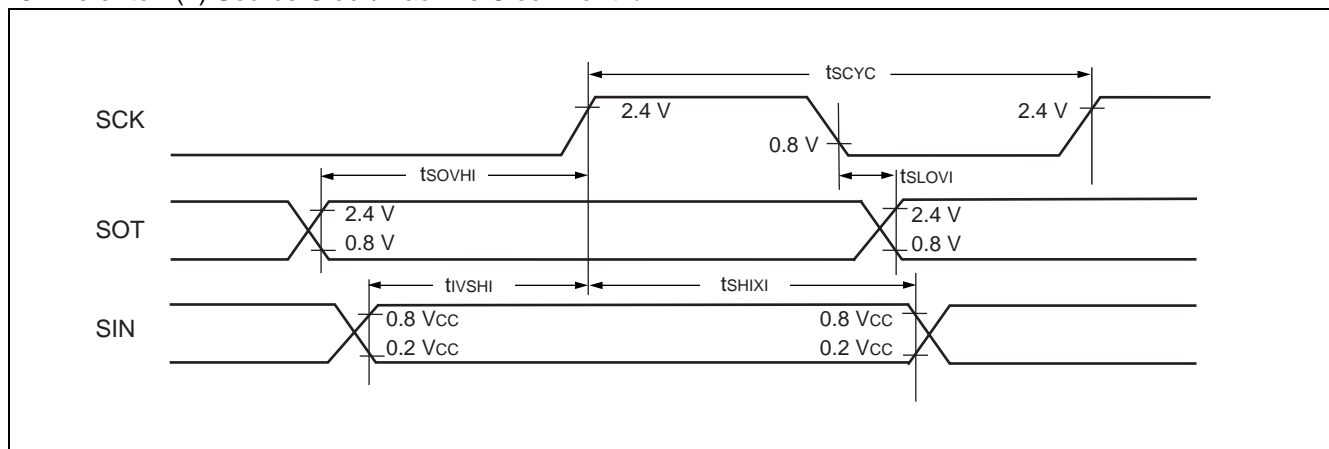 tSCYC
SCK
2.4 V
2.4 V
0.8 V
tSOVHI
tSLOVI
SOT
2.4 V
2.4 V
0.8 V
0.8 V
tIVSHI
tSHIXI
SIN
0.8 VCC
0.8 VCC
0.2 VCC
0.2 VCC